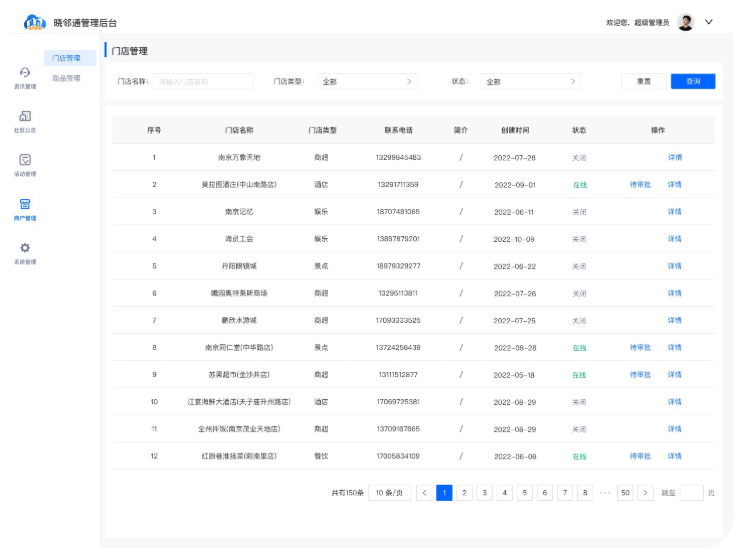 晓邻通管理后台
欢迎您，超级管理员
资讯管理
社区公告
活动管理
商户管理
系统管理
门店管理
商品管理
门店管理
门店名称： 请输入门店名称 门店类型： 全部 > 状态： 全部 > 重置 查询
序号 门店名称 门店类型 联系电话 简介 创建时间 状态 操作
1 南京万象天地 商超 13299845483 / 2022-07-26 关闭 详情
2 莫拉图酒庄(中山南路店) 酒店 13291711359 / 2022-09-01 在线 待审批 详情
3 南京记忆 娱乐 18707481065 / 2022-06-11 关闭 详情
4 海员工会 娱乐 13897879201 / 2022-10-09 关闭 详情
5 丹阳眼镜城 景点 18979329277 / 2022-06-22 关闭 详情
6 瞻园奥特莱斯商场 商超 13295113811 / 2022-07-26 关闭 详情
7 鹏欣水游城 商超 17093333525 / 2022-07-25 关闭 详情
8 南京同仁堂(中华路店) 景点 13724256439 / 2022-08-28 在线 待审批 详情
9 苏果超市(金沙井店) 商超 13111512877 / 2022-05-18 在线 待审批 详情
10 江宴海鲜大酒店(夫子庙升州路店) 酒店 17069725381 / 2022-08-29 关闭 详情
11 全州拌饭(南京茂业天地店) 商超 13709167665 / 2022-08-29 关闭 详情
12 红厨巷淮扬菜(颐南里店) 餐饮 17005834109 / 2022-06-06 在线 待审批 详情
共有150条 10 条/页 < 1 2 3 4 5 6 7 8 ··· 50 > 跳至 页